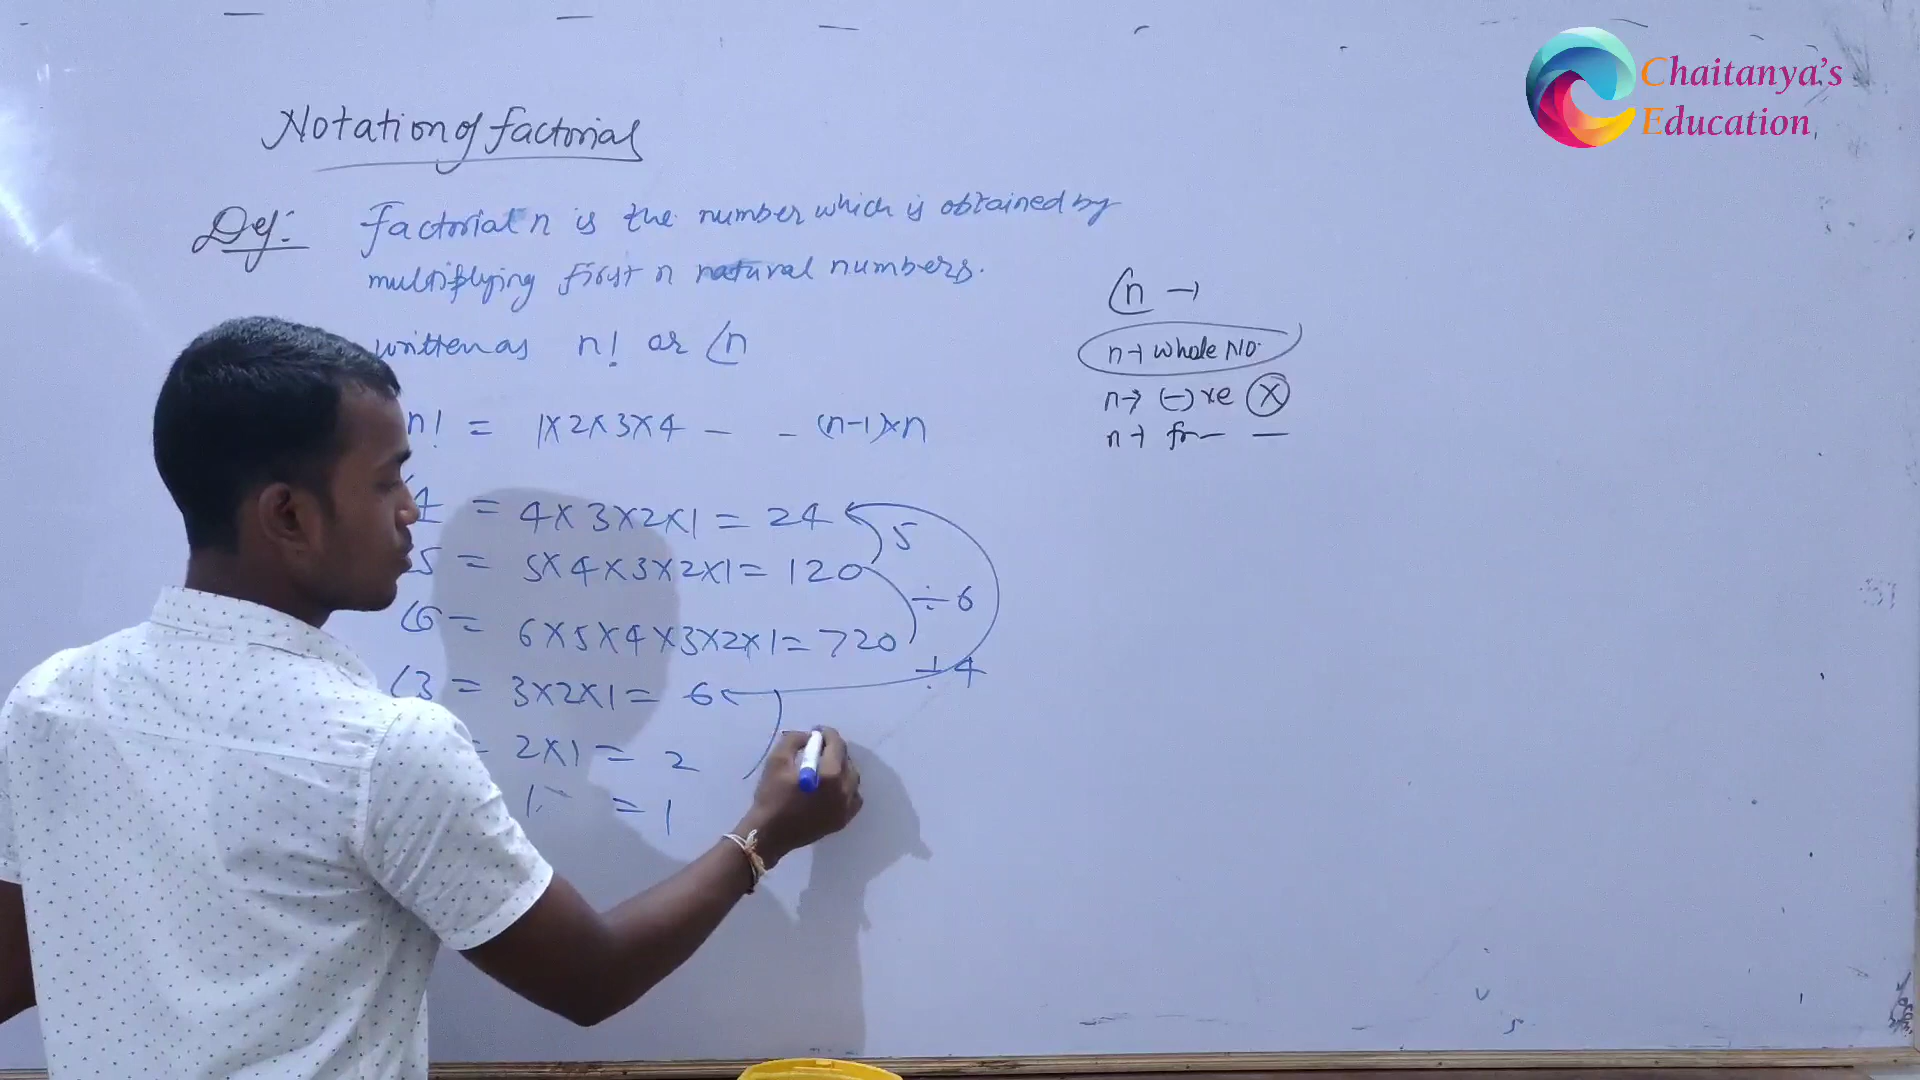 Chaitanya's
Education
Notation of factorial
Def:
Factorial n is the number which is obtained by
multiplying first n natural numbers.
written as n! or ∠n
n! = 1×2×3×4 – – (n-1)×n
∠4 = 4×3×2×1 = 24
∠5 = 5×4×3×2×1 = 120
∠6 = 6×5×4×3×2×1 = 720
∠3 = 3×2×1 = 6
= 2×1 = 2
1 = 1
5
÷6
÷4
∠n →
n → whole NO.
n → (-)ve X
n → fr